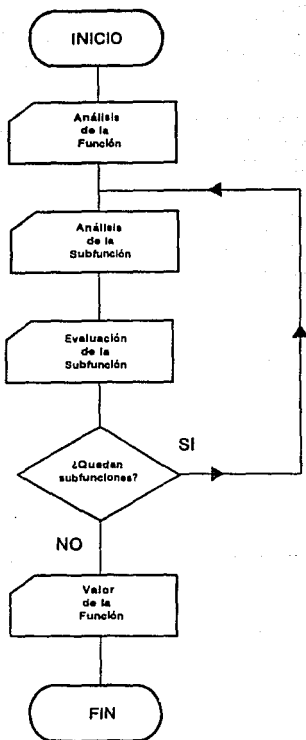 INICIO
Análisis
de la
Función
Análisis
de la
Subfunción
Evaluación
de la
Subfunción
¿Quedan
subfunciones?
SI
NO
Valor
de la
Función
FIN